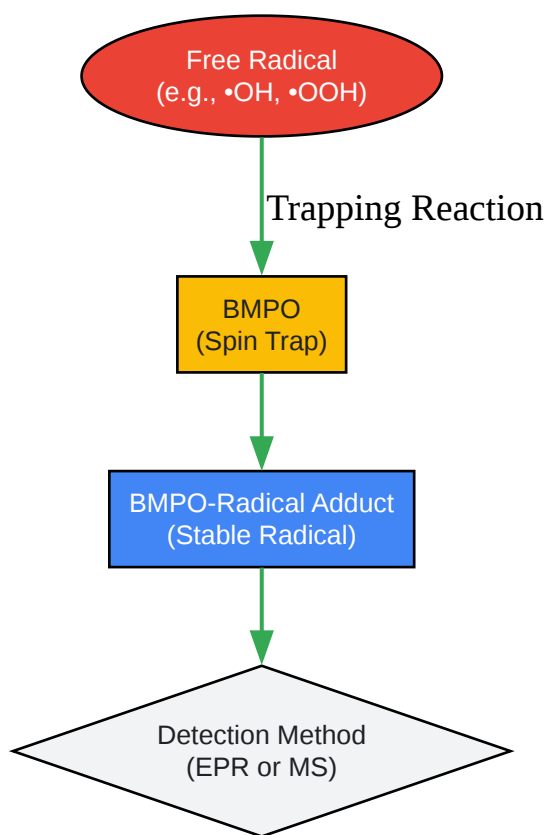 Free Radical
(e.g., •OH, •OOH)
Trapping Reaction
BMPO
(Spin Trap)
BMPO-Radical Adduct
(Stable Radical)
Detection Method
(EPR or MS)